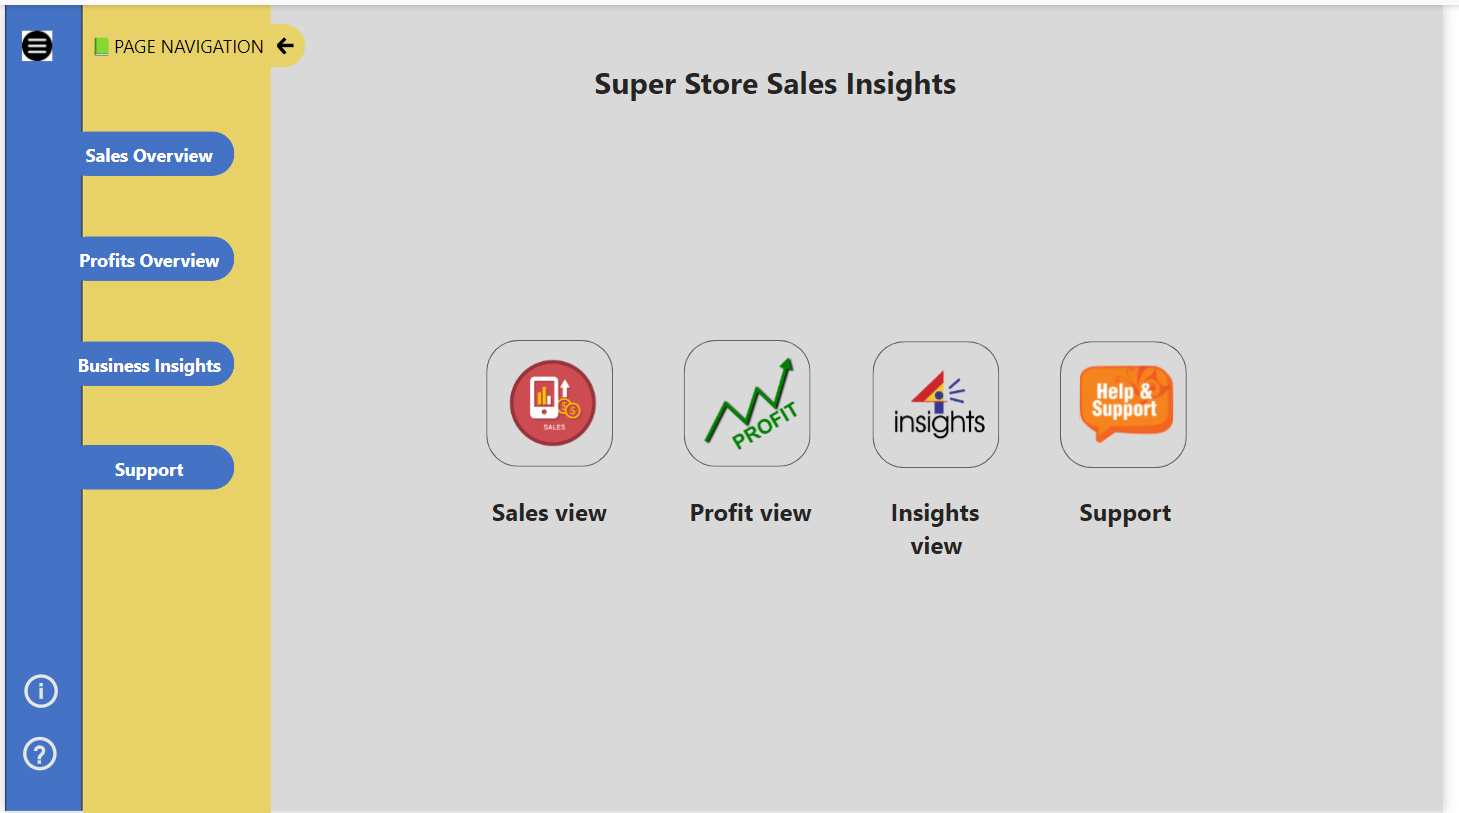 PAGE NAVIGATION
Super Store Sales Insights
Sales Overview
Profits Overview
Business Insights
Support
SALES
PROFIT
insights
Help &
Support
Sales view
Profit view
Insights
view
Support
i
?